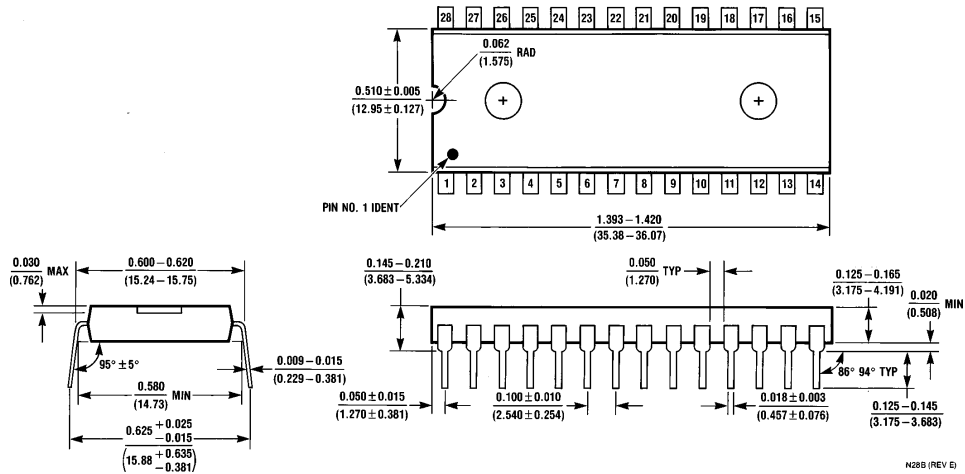 28 27 26 25 24 23 22 21 20 19 18 17 16 15
0.062
(1.575)
RAD
0.510 ± 0.005
(12.95 ± 0.127)
1 2 3 4 5 6 7 8 9 10 11 12 13 14
PIN NO. 1 IDENT
1.393 – 1.420
(35.38 – 36.07)
0.030
(0.762)
MAX
0.600 – 0.620
(15.24 – 15.75)
95° ±5°
0.009 – 0.015
(0.229 – 0.381)
0.580
(14.73)
MIN
0.625 + 0.025
- 0.015
(15.88 + 0.635
- 0.381)
0.145 – 0.210
(3.683 – 5.334)
0.050
(1.270)
TYP
0.125 – 0.165
(3.175 – 4.191)
0.020
(0.508)
MIN
86° 94° TYP
0.050 ± 0.015
(1.270 ± 0.381)
0.100 ± 0.010
(2.540 ± 0.254)
0.018 ± 0.003
(0.457 ± 0.076)
0.125 – 0.145
(3.175 – 3.683)
N28B (REV E)